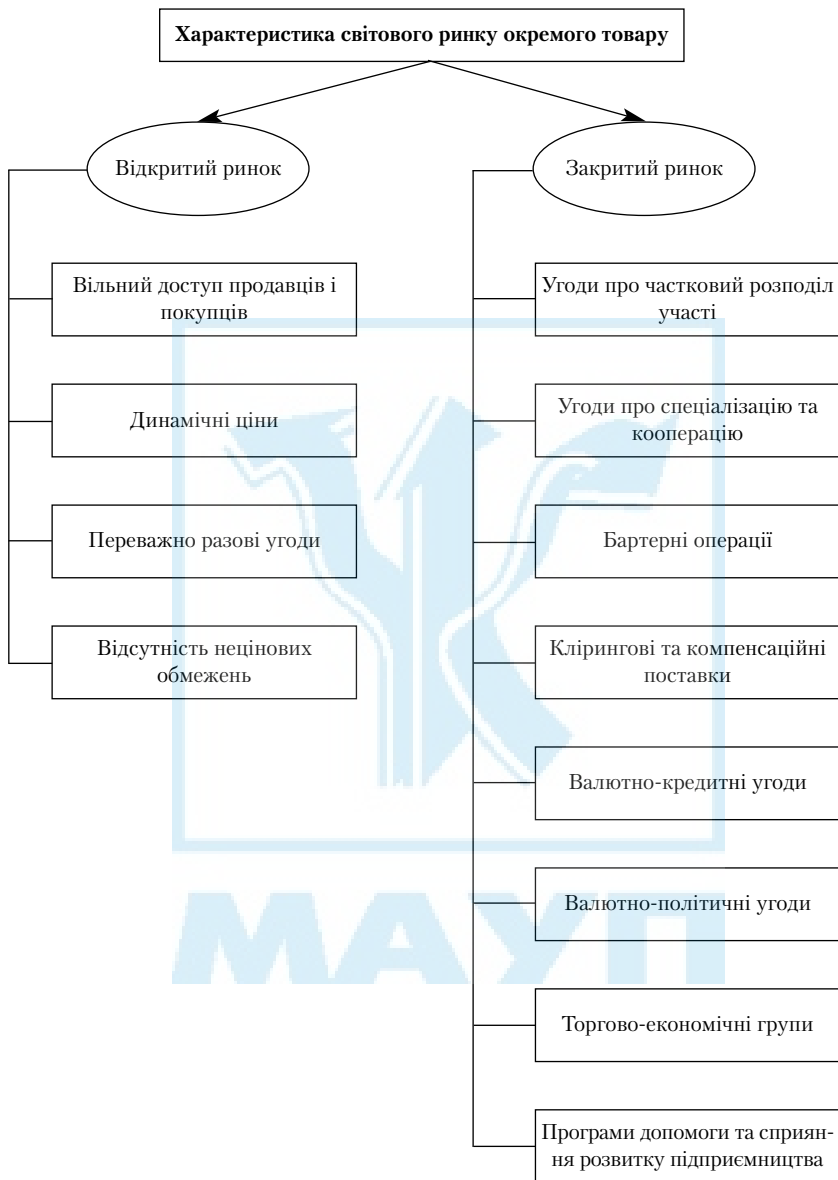 Характеристика світового ринку окремого товару
Відкритий ринок
Вільний доступ продавців і
покупців
Динамічні ціни
Переважно разові угоди
Відсутність нецінових
обмежень
Закритий ринок
Угоди про частковий розподіл
участі
Угоди про спеціалізацію та
кооперацію
Бартерні операції
Клірингові та компенсаційні
поставки
Валютно-кредитні угоди
Валютно-політичні угоди
Торгово-економічні групи
Програми допомоги та сприян-
ня розвитку підприємництва
МАУП